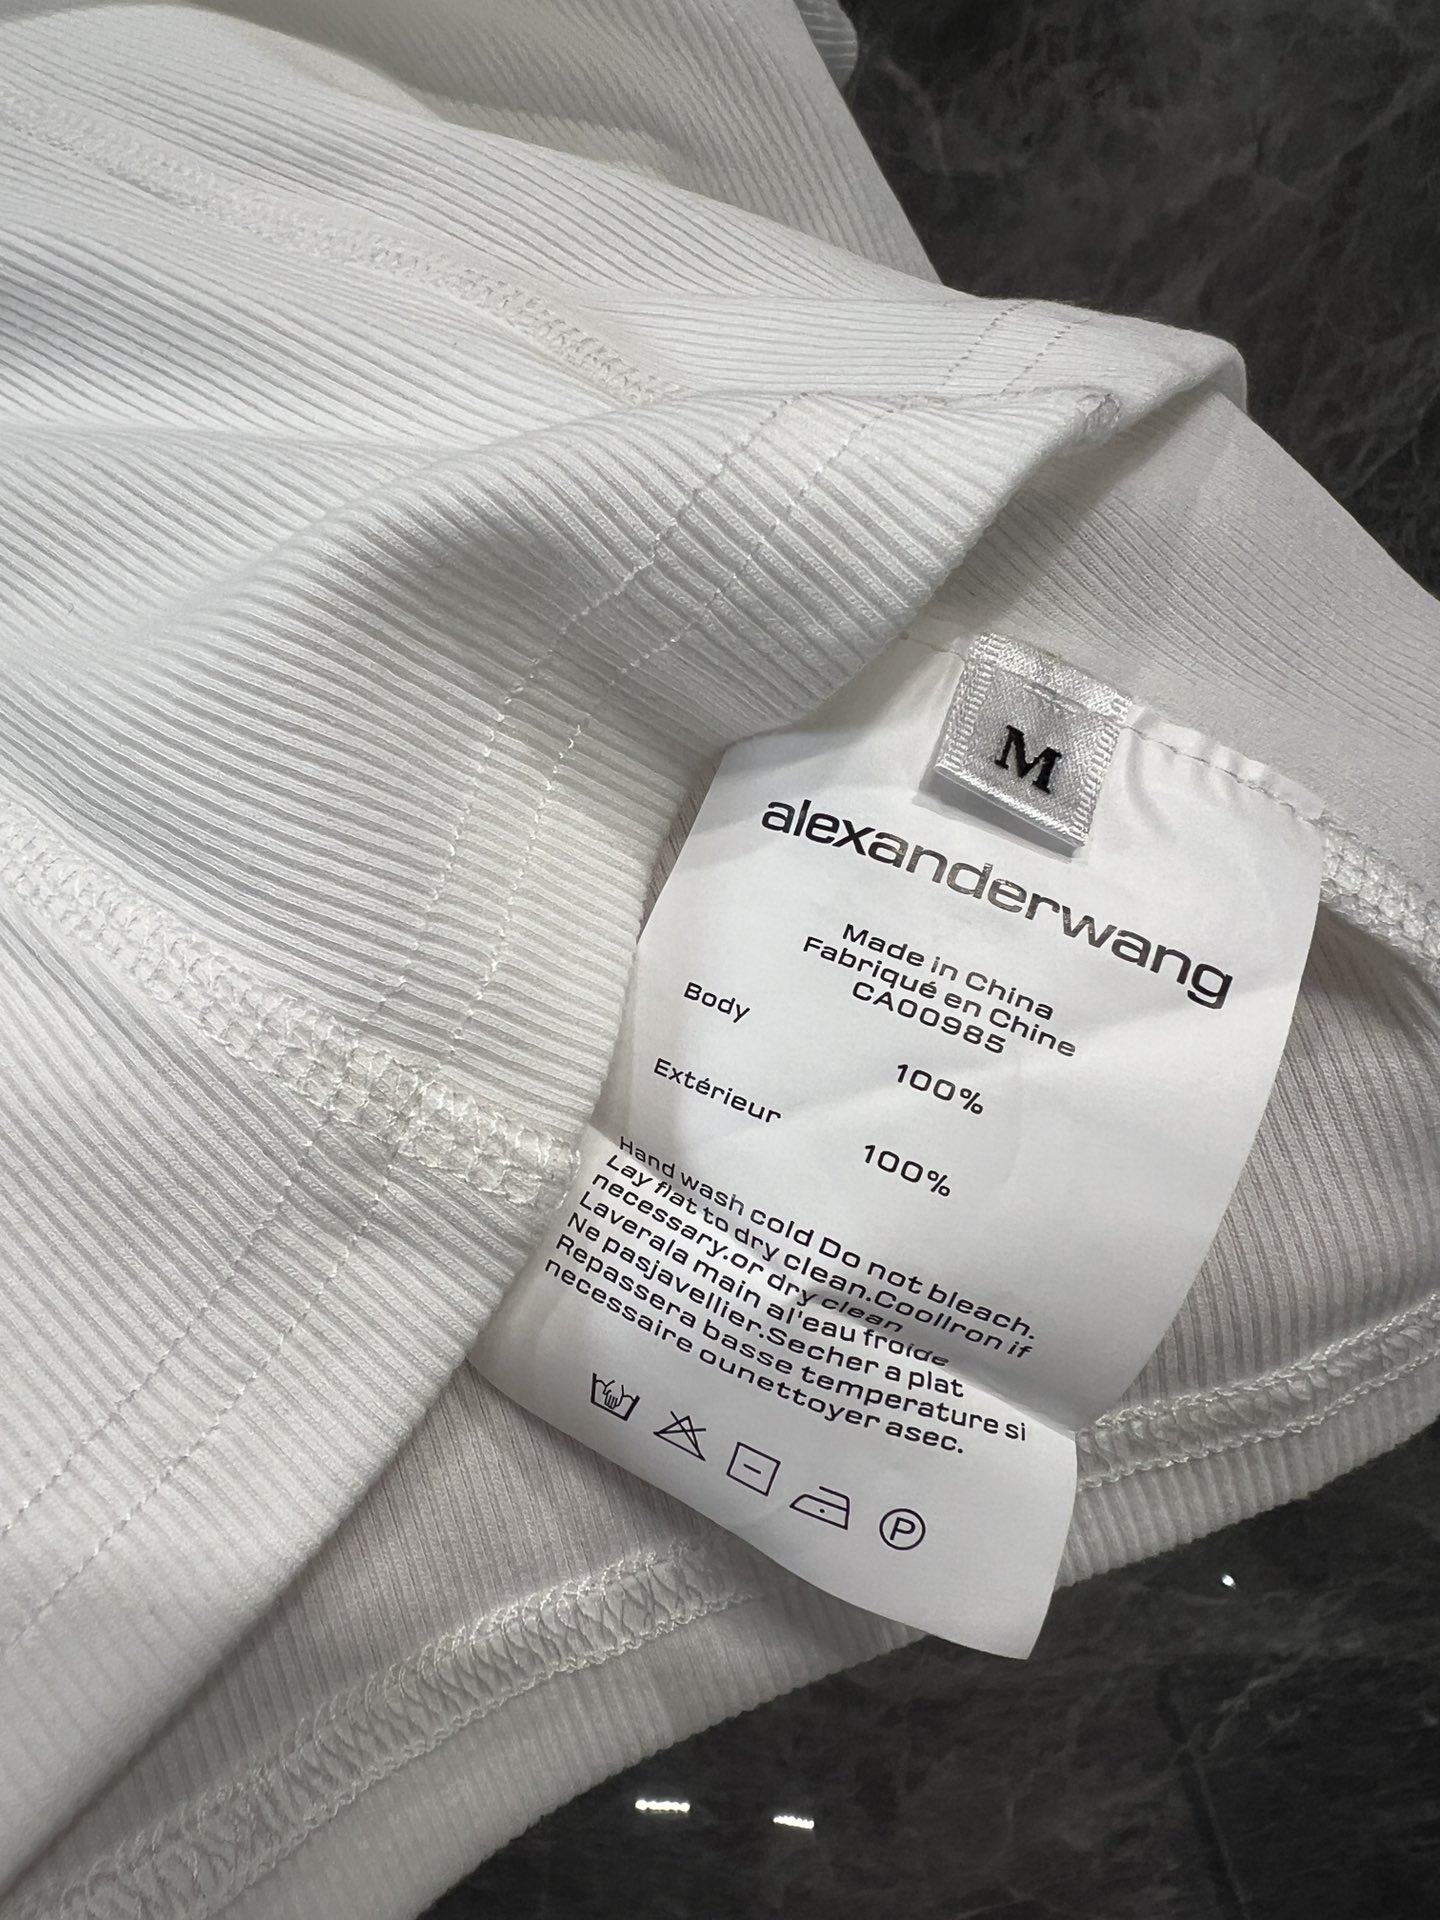 M
alexanderwang
Made in China
Fabriqué en Chine
CA00985
Body
100%
Extérieur
100%
Hand wash cold Do not bleach.
Lay flat to dry clean.CoolIron if
necessary.or dry clean
Laverala main al'eau froide
Ne pasjavellier.Secher a plat
Repassera basse temperature si
necessaire ounettoyer asec.
P